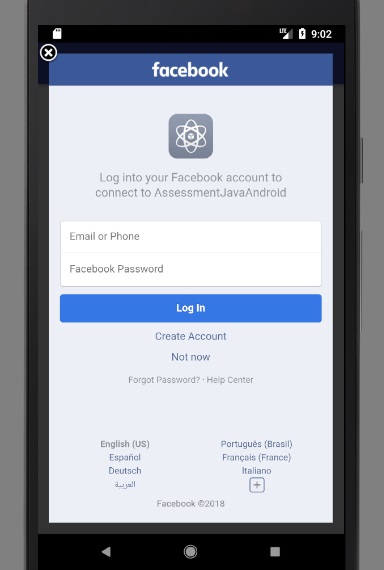 LTE 9:02
facebook
Log into your Facebook account to
connect to AssessmentJavaAndroid
Email or Phone
Facebook Password
Log In
Create Account
Not now
Forgot Password? · Help Center
English (US)
Português (Brasil)
Español
Français (France)
Deutsch
Italiano
العربية
Facebook ©2018